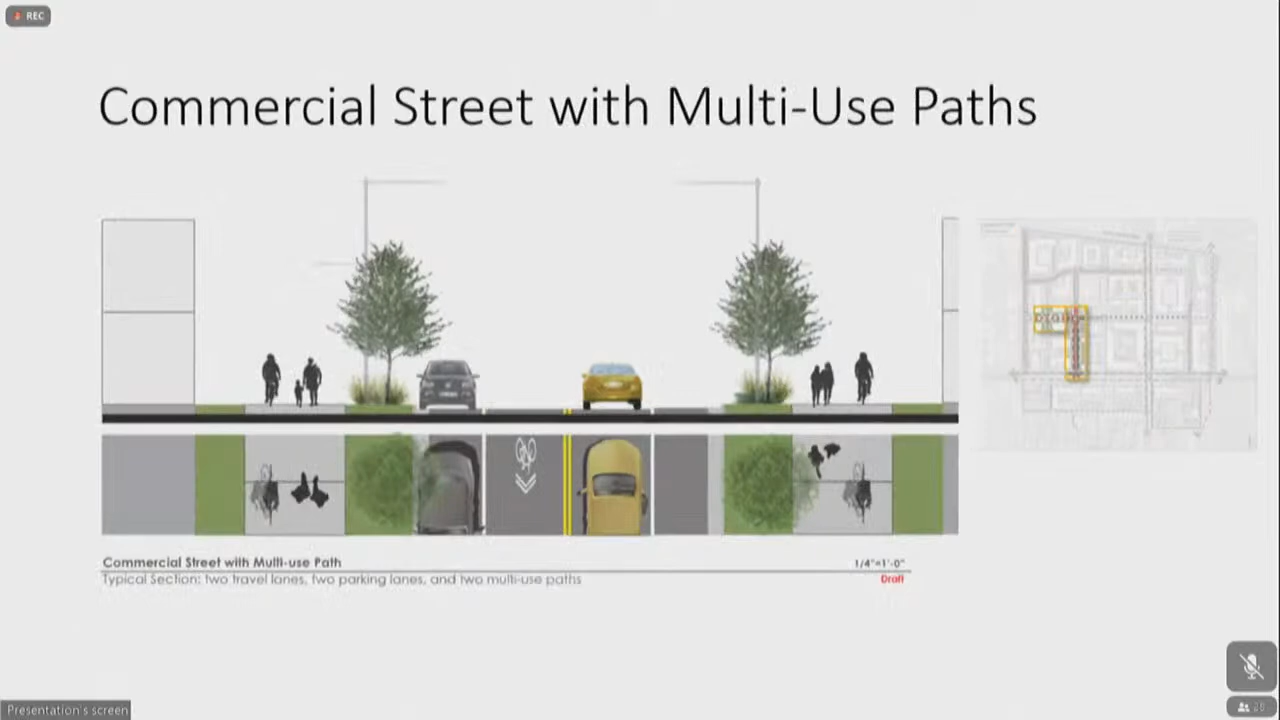 REC
Commercial Street with Multi-Use Paths
Commercial Street with Multi-use Path
1/4"=1'-0"
Typical Section: two travel lanes, two parking lanes, and two multi-use paths
Draft
Presentation's screen